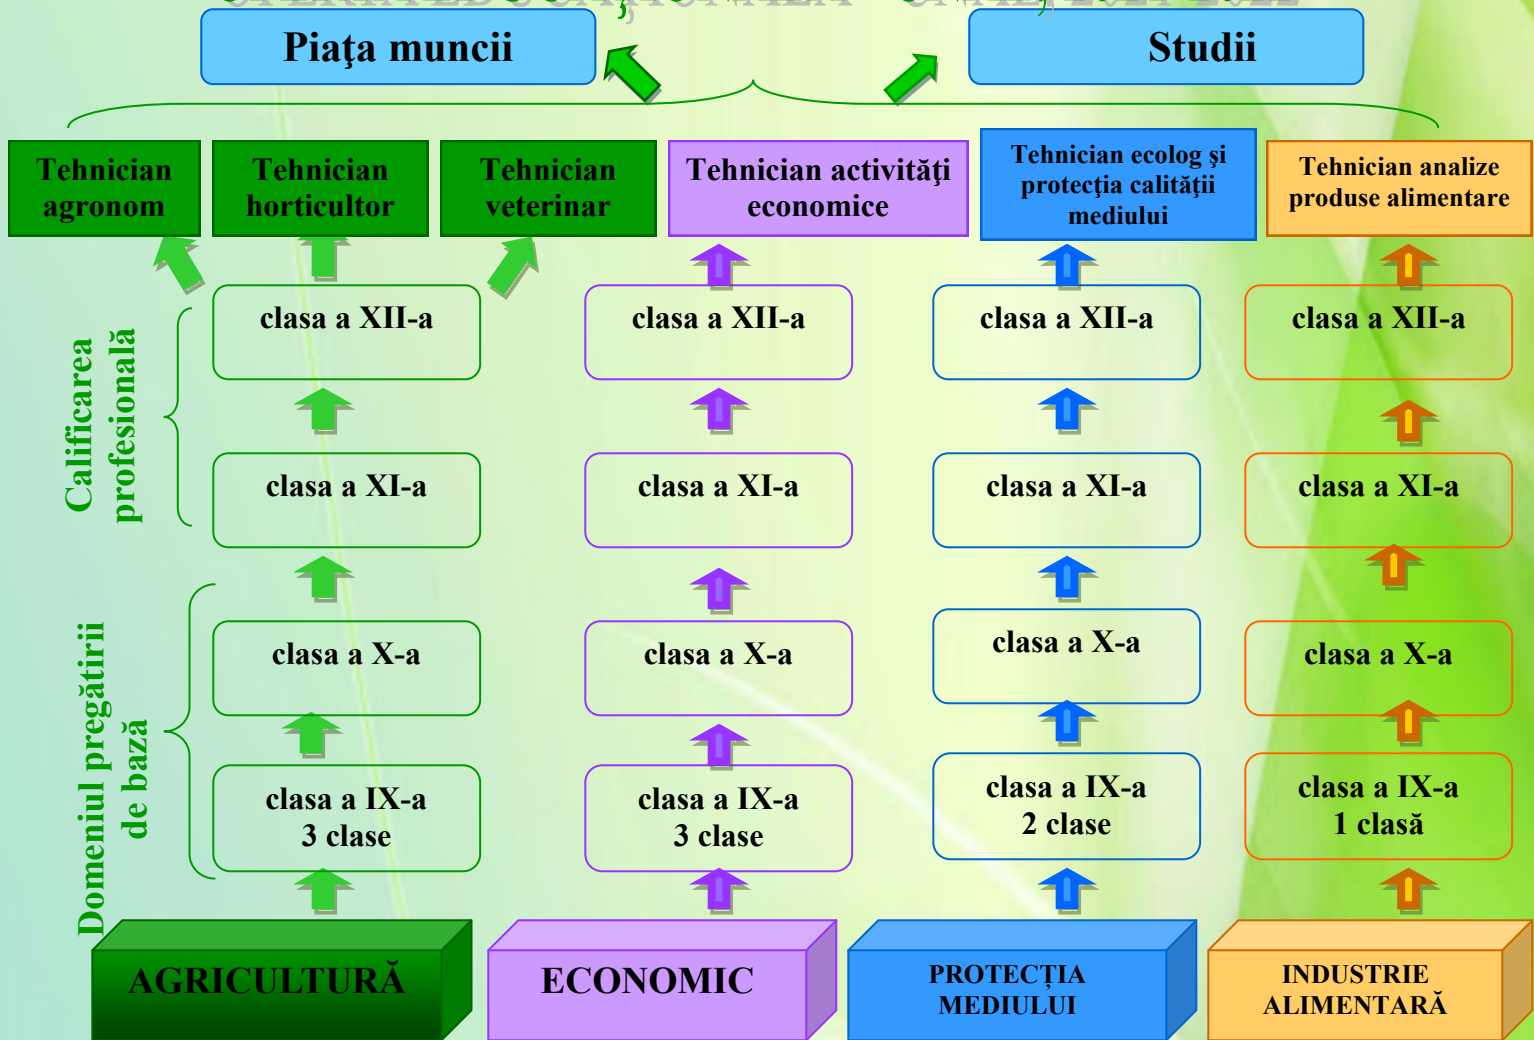 Piaţa muncii
Studii
Tehnician
agronom
Tehnician
horticultor
Tehnician
veterinar
Tehnician activităţi
economice
Tehnician ecolog şi
protecţia calităţii
mediului
Tehnician analize
produse alimentare
Calificarea
profesională
clasa a XII-a
clasa a XII-a
clasa a XII-a
clasa a XII-a
clasa a XI-a
clasa a XI-a
clasa a XI-a
clasa a XI-a
Domeniul pregătirii
de bază
clasa a X-a
clasa a X-a
clasa a X-a
clasa a X-a
clasa a IX-a
3 clase
clasa a IX-a
3 clase
clasa a IX-a
2 clase
clasa a IX-a
1 clasă
AGRICULTURĂ
ECONOMIC
PROTECȚIA
MEDIULUI
INDUSTRIE
ALIMENTARĂ